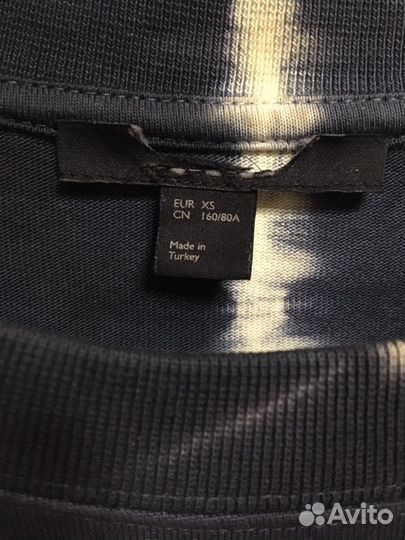 EUR XS
CN 160/80A
Made in
Turkey
Avito